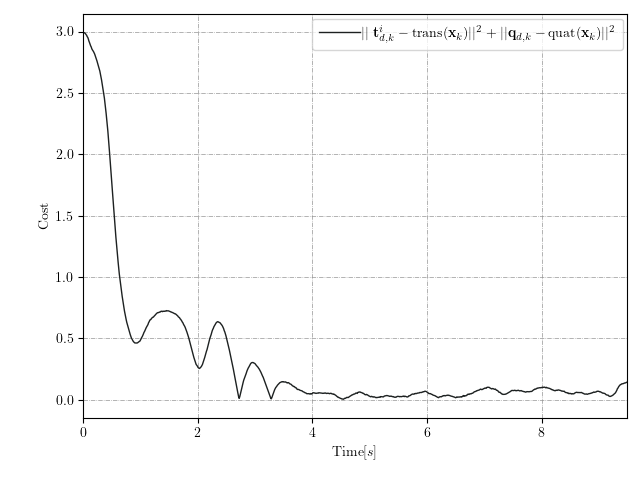 || t^i_{d,k} − trans(x_k)||^2 + ||q_{d,k} − quat(x_k)||^2
3.0
2.5
2.0
1.5
1.0
0.5
0.0
Cost
0 2 4 6 8
Time[s]